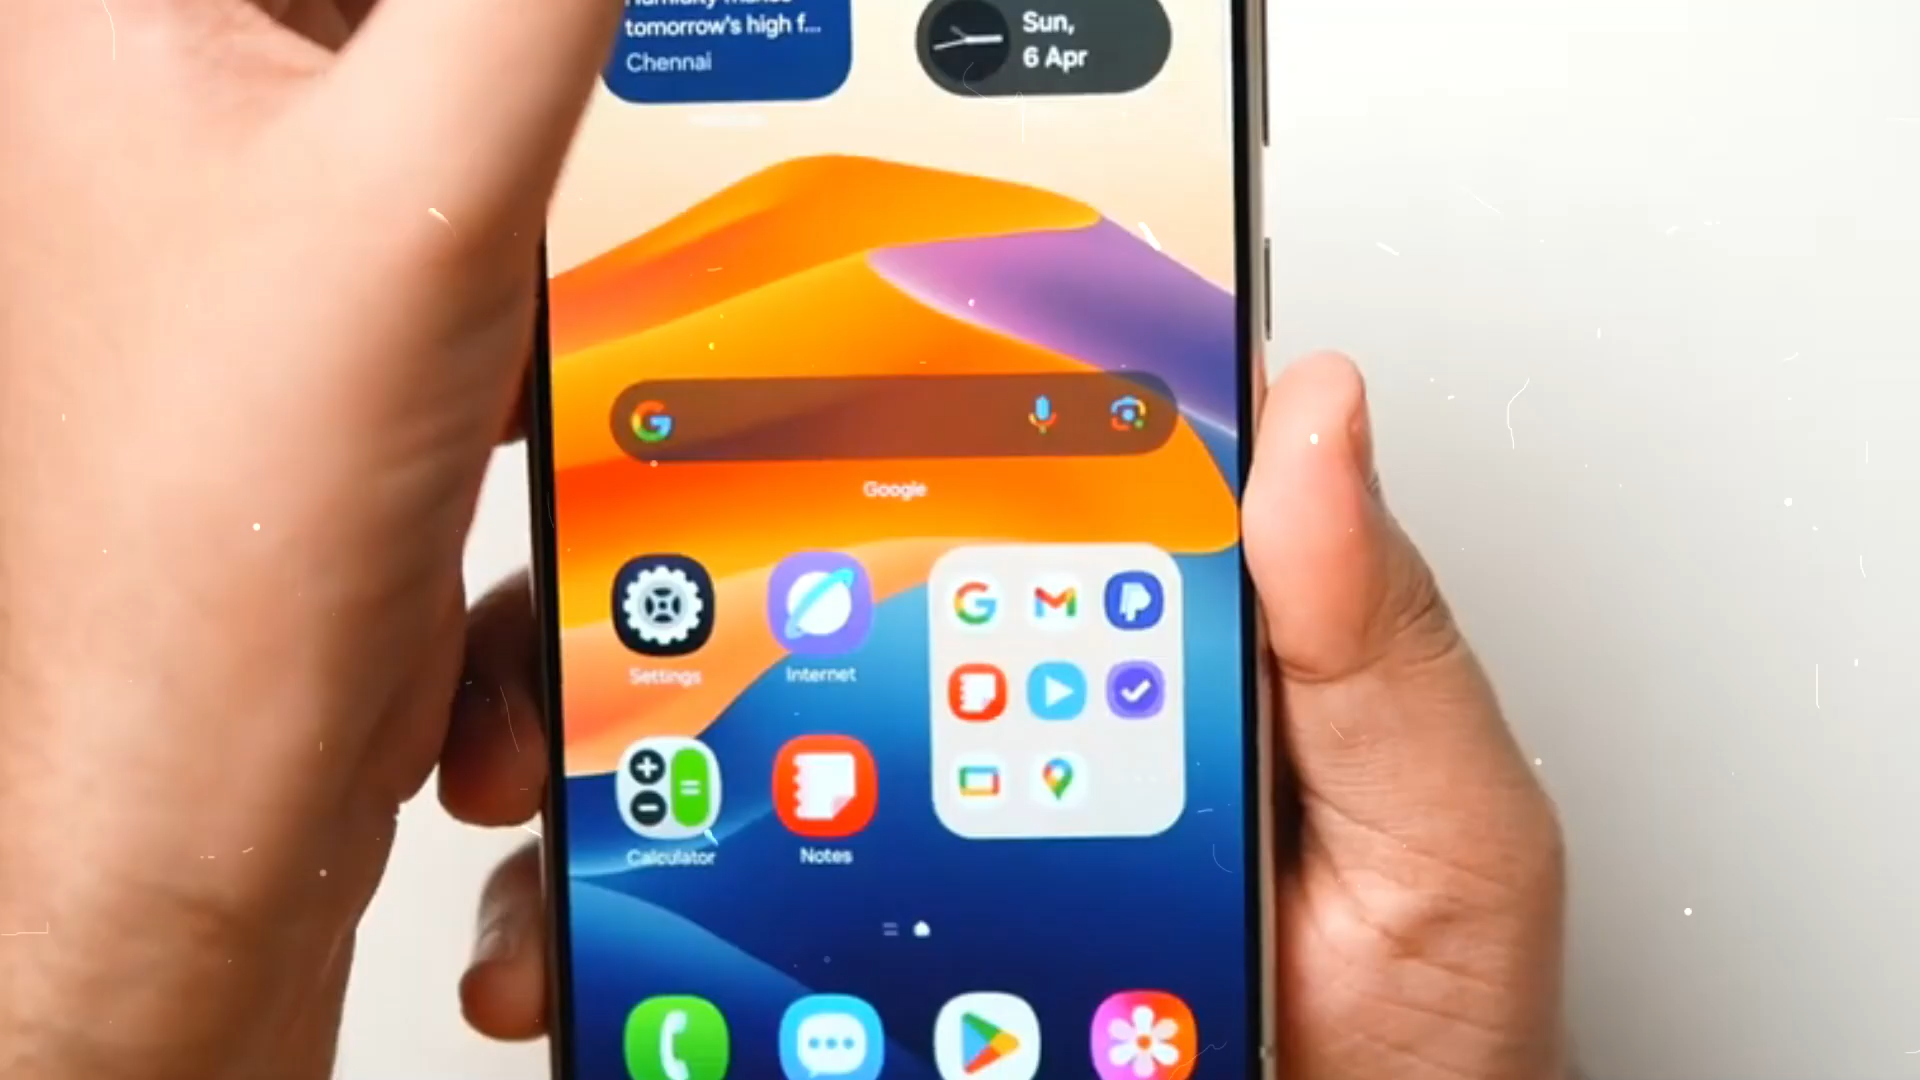 tomorrow's high f...
Chennai
Sun,
6 Apr
Google
Settings
Internet
Calculator
Notes